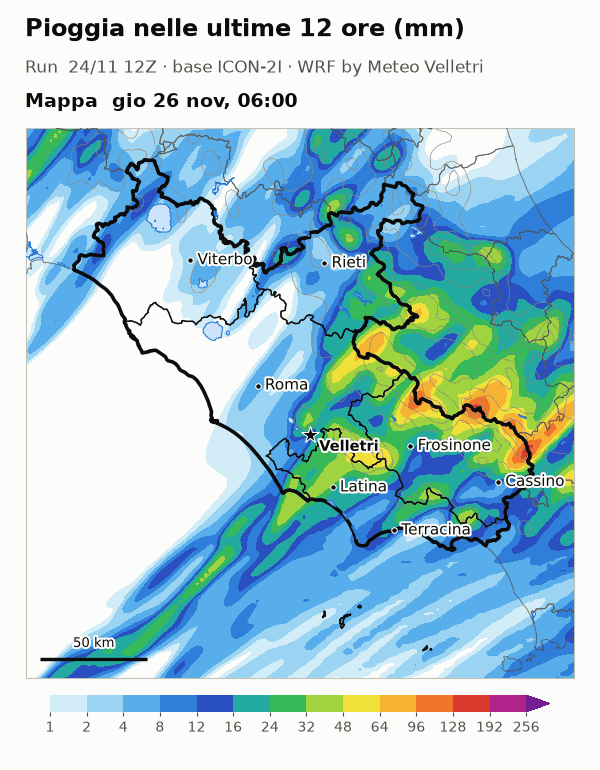 Pioggia nelle ultime 12 ore (mm)
Run 24/11 12Z · base ICON-2I · WRF by Meteo Velletri
Mappa gio 26 nov, 06:00
Viterbo
Rieti
Roma
Velletri
Frosinone
Latina
Cassino
Terracina
50 km
1 2 4 8 12 16 24 32 48 64 96 128 192 256